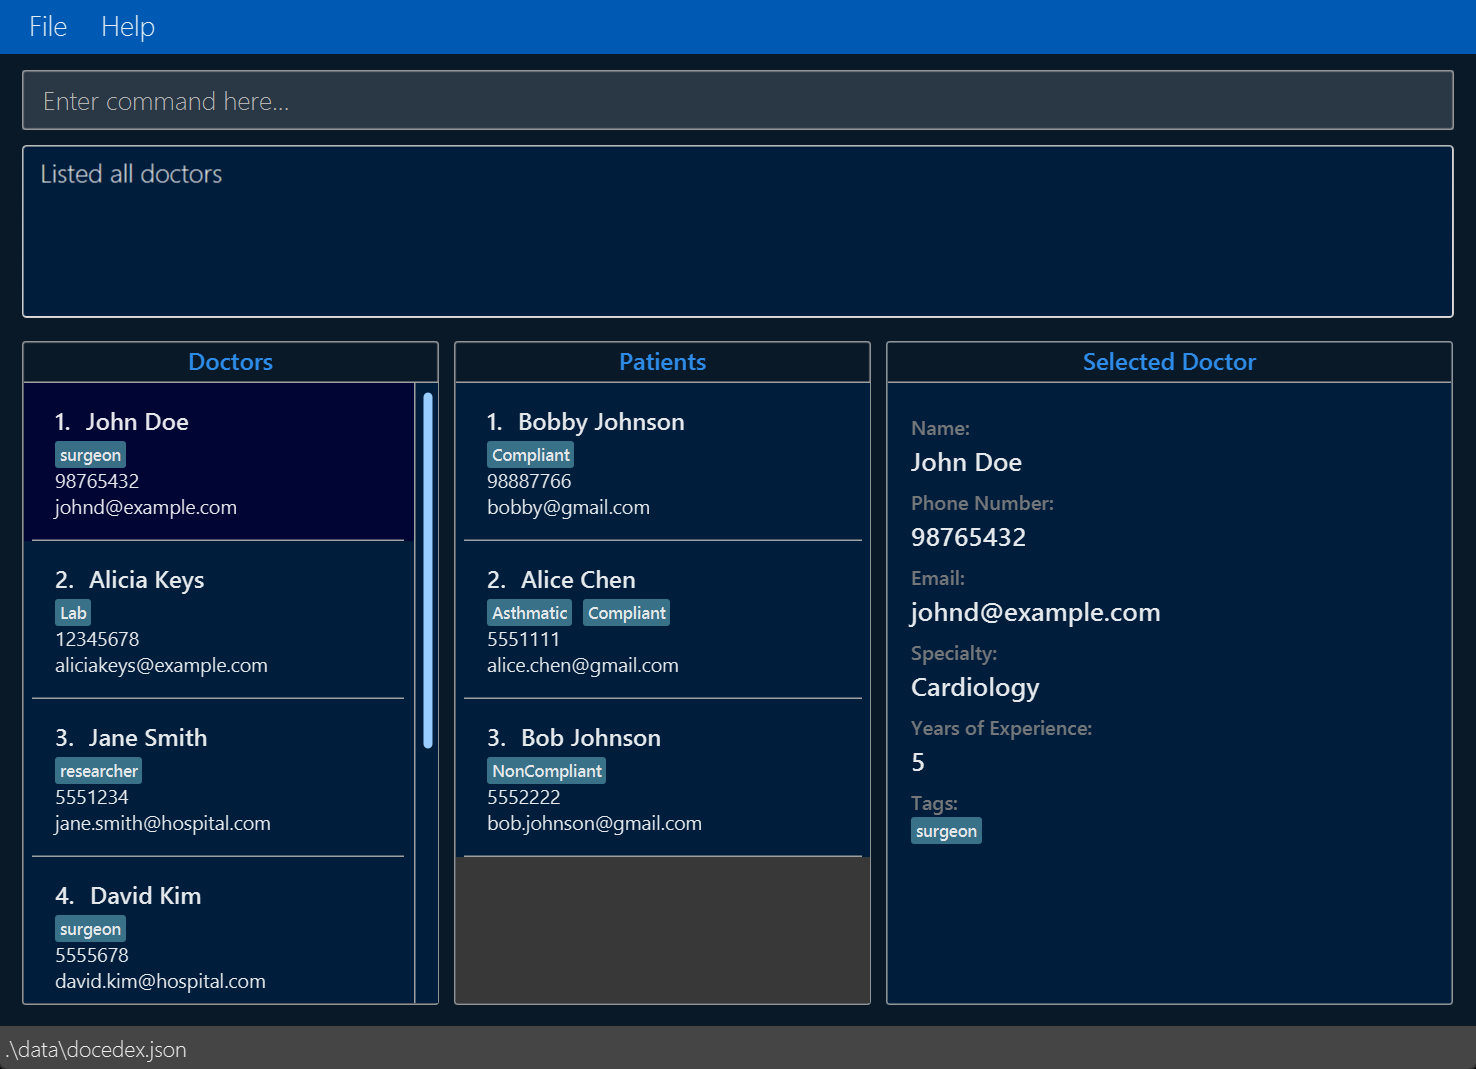 File Help
Enter command here...
Listed all doctors
Doctors
1. John Doe
surgeon
98765432
johnd@example.com
2. Alicia Keys
Lab
12345678
aliciakeys@example.com
3. Jane Smith
researcher
5551234
jane.smith@hospital.com
4. David Kim
surgeon
5555678
david.kim@hospital.com
Patients
1. Bobby Johnson
Compliant
98887766
bobby@gmail.com
2. Alice Chen
Asthmatic Compliant
5551111
alice.chen@gmail.com
3. Bob Johnson
NonCompliant
5552222
bob.johnson@gmail.com
Selected Doctor
Name:
John Doe
Phone Number:
98765432
Email:
johnd@example.com
Specialty:
Cardiology
Years of Experience:
5
Tags:
surgeon
.\data\docedex.json